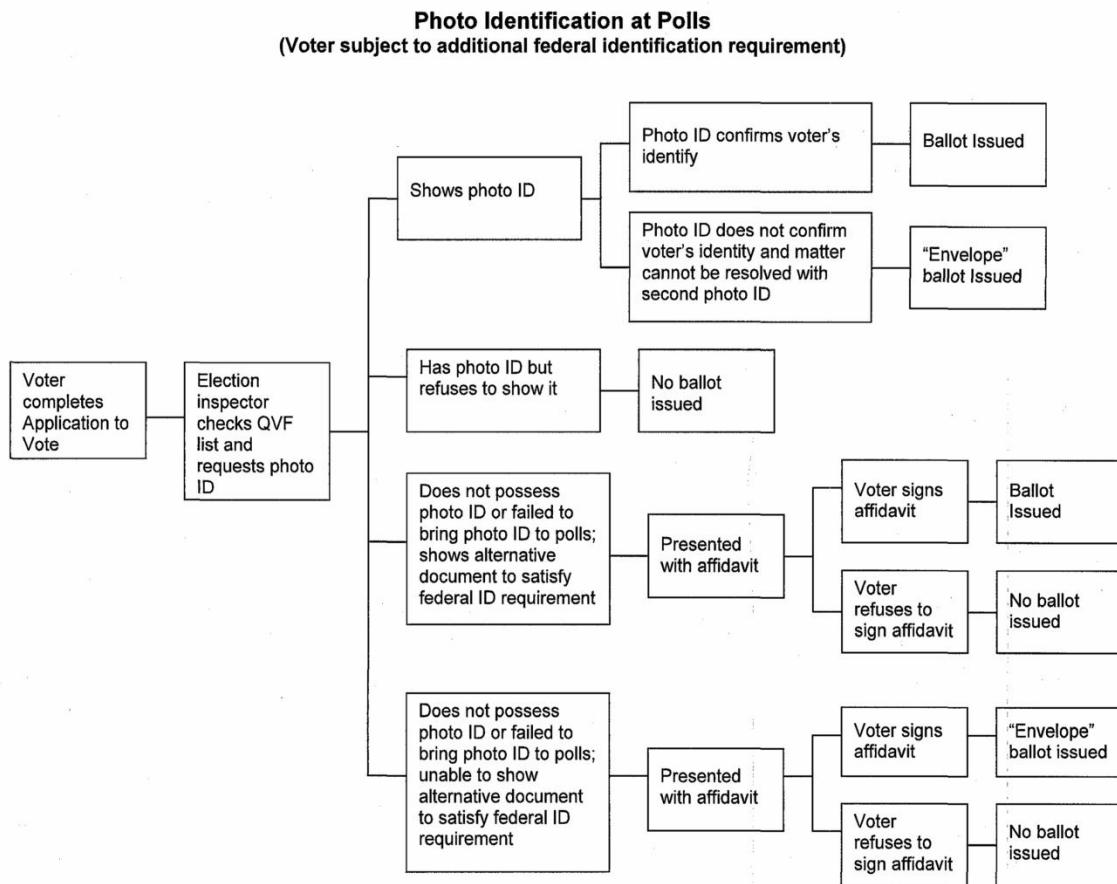 Photo Identification at Polls
(Voter subject to additional federal identification requirement)
Photo ID confirms voter's
identify
Ballot Issued
Shows photo ID
Photo ID does not confirm
voter's identity and matter
cannot be resolved with
second photo ID
"Envelope"
ballot Issued
Voter
completes
Application to
Vote
Election
inspector
checks QVF
list and
requests photo
ID
Has photo ID but
refuses to show it
No ballot
issued
Does not possess
photo ID or failed to
bring photo ID to polls;
shows alternative
document to satisfy
federal ID requirement
Presented
with affidavit
Voter signs
affidavit
Ballot
Issued
Voter
refuses to
sign affidavit
No ballot
issued
Does not possess
photo ID or failed to
bring photo ID to polls;
unable to show
alternative document
to satisfy federal ID
requirement
Presented
with affidavit
Voter signs
affidavit
"Envelope"
ballot issued
Voter
refuses to
sign affidavit
No ballot
issued